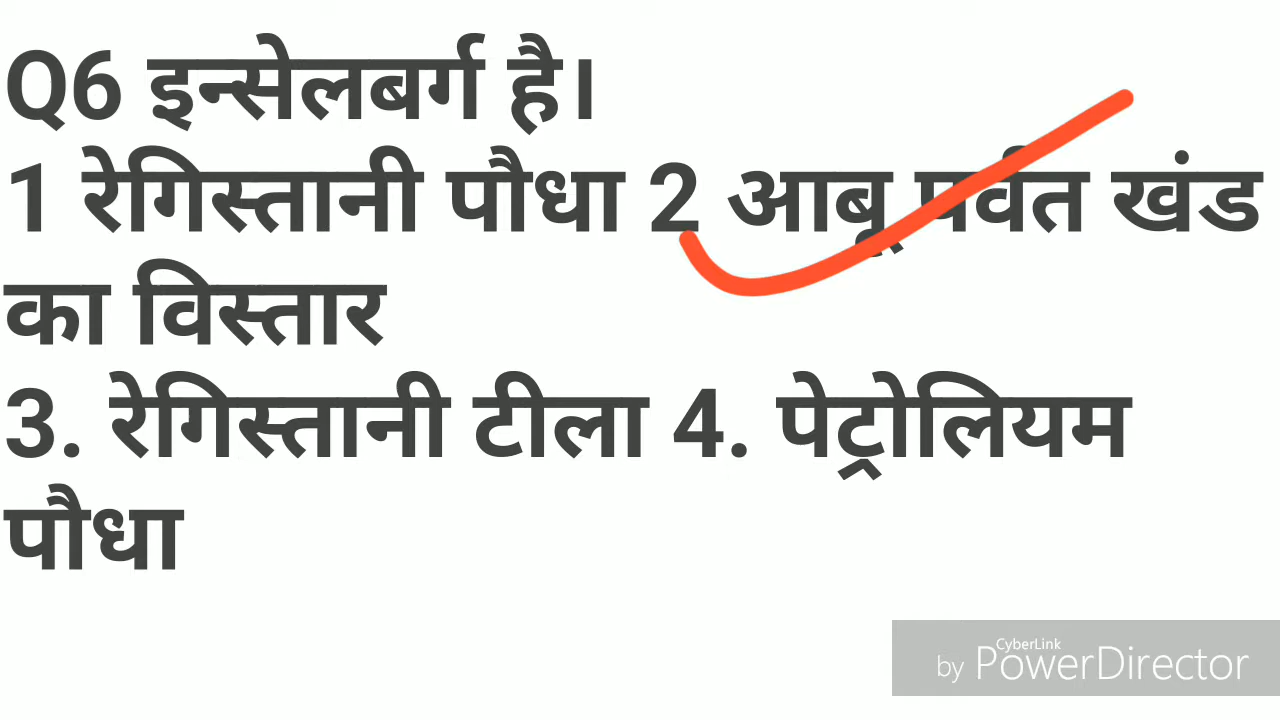 Q6 इन्सेलबर्ग है।
1 रेगिस्तानी पौधा 2 आबू पर्वत खंड
का विस्तार
3. रेगिस्तानी टीला 4. पेट्रोलियम
पौधा
CyberLink
by PowerDirector